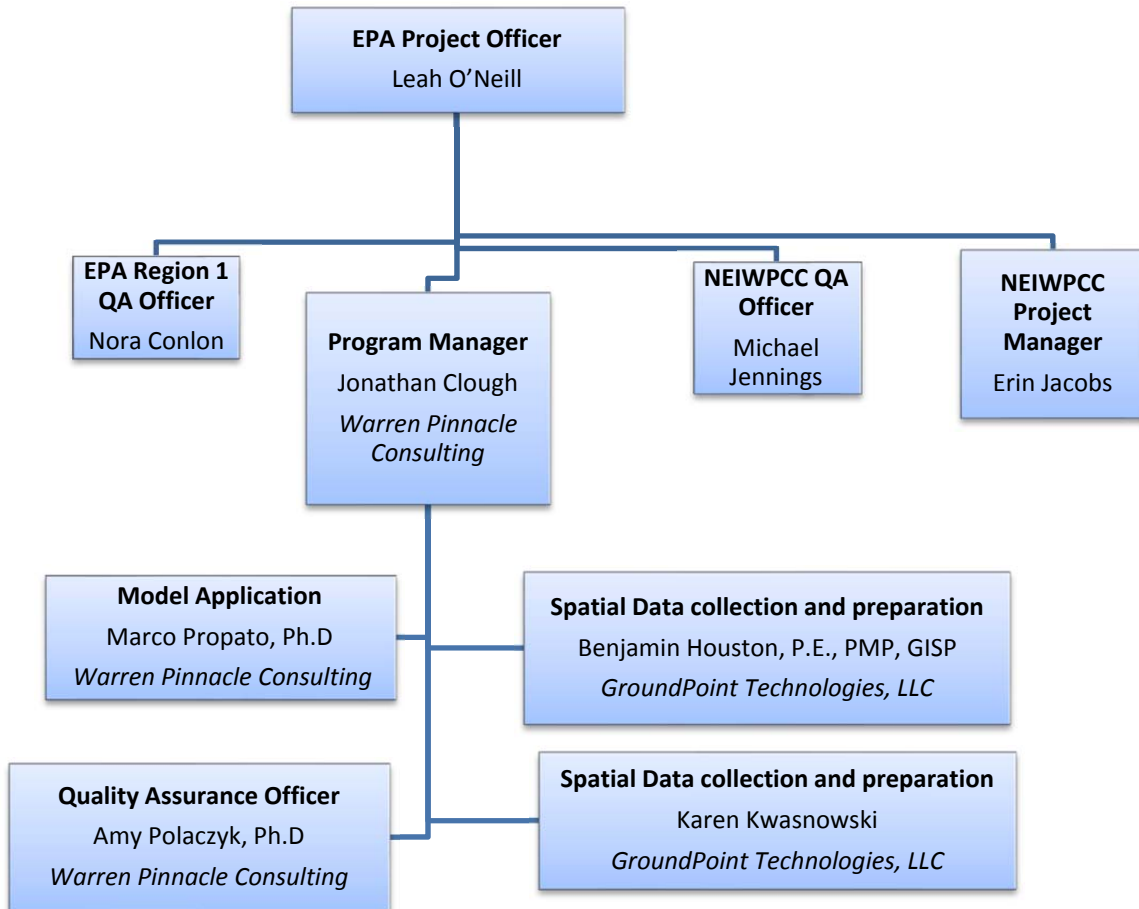 EPA Project Officer
Leah O’Neill
EPA Region 1
QA Officer
Nora Conlon
Program Manager
Jonathan Clough
Warren Pinnacle
Consulting
NEIWPCC QA
Officer
Michael
Jennings
NEIWPCC
Project
Manager
Erin Jacobs
Model Application
Marco Propato, Ph.D
Warren Pinnacle Consulting
Spatial Data collection and preparation
Benjamin Houston, P.E., PMP, GISP
GroundPoint Technologies, LLC
Quality Assurance Officer
Amy Polaczyk, Ph.D
Warren Pinnacle Consulting
Spatial Data collection and preparation
Karen Kwasnowski
GroundPoint Technologies, LLC